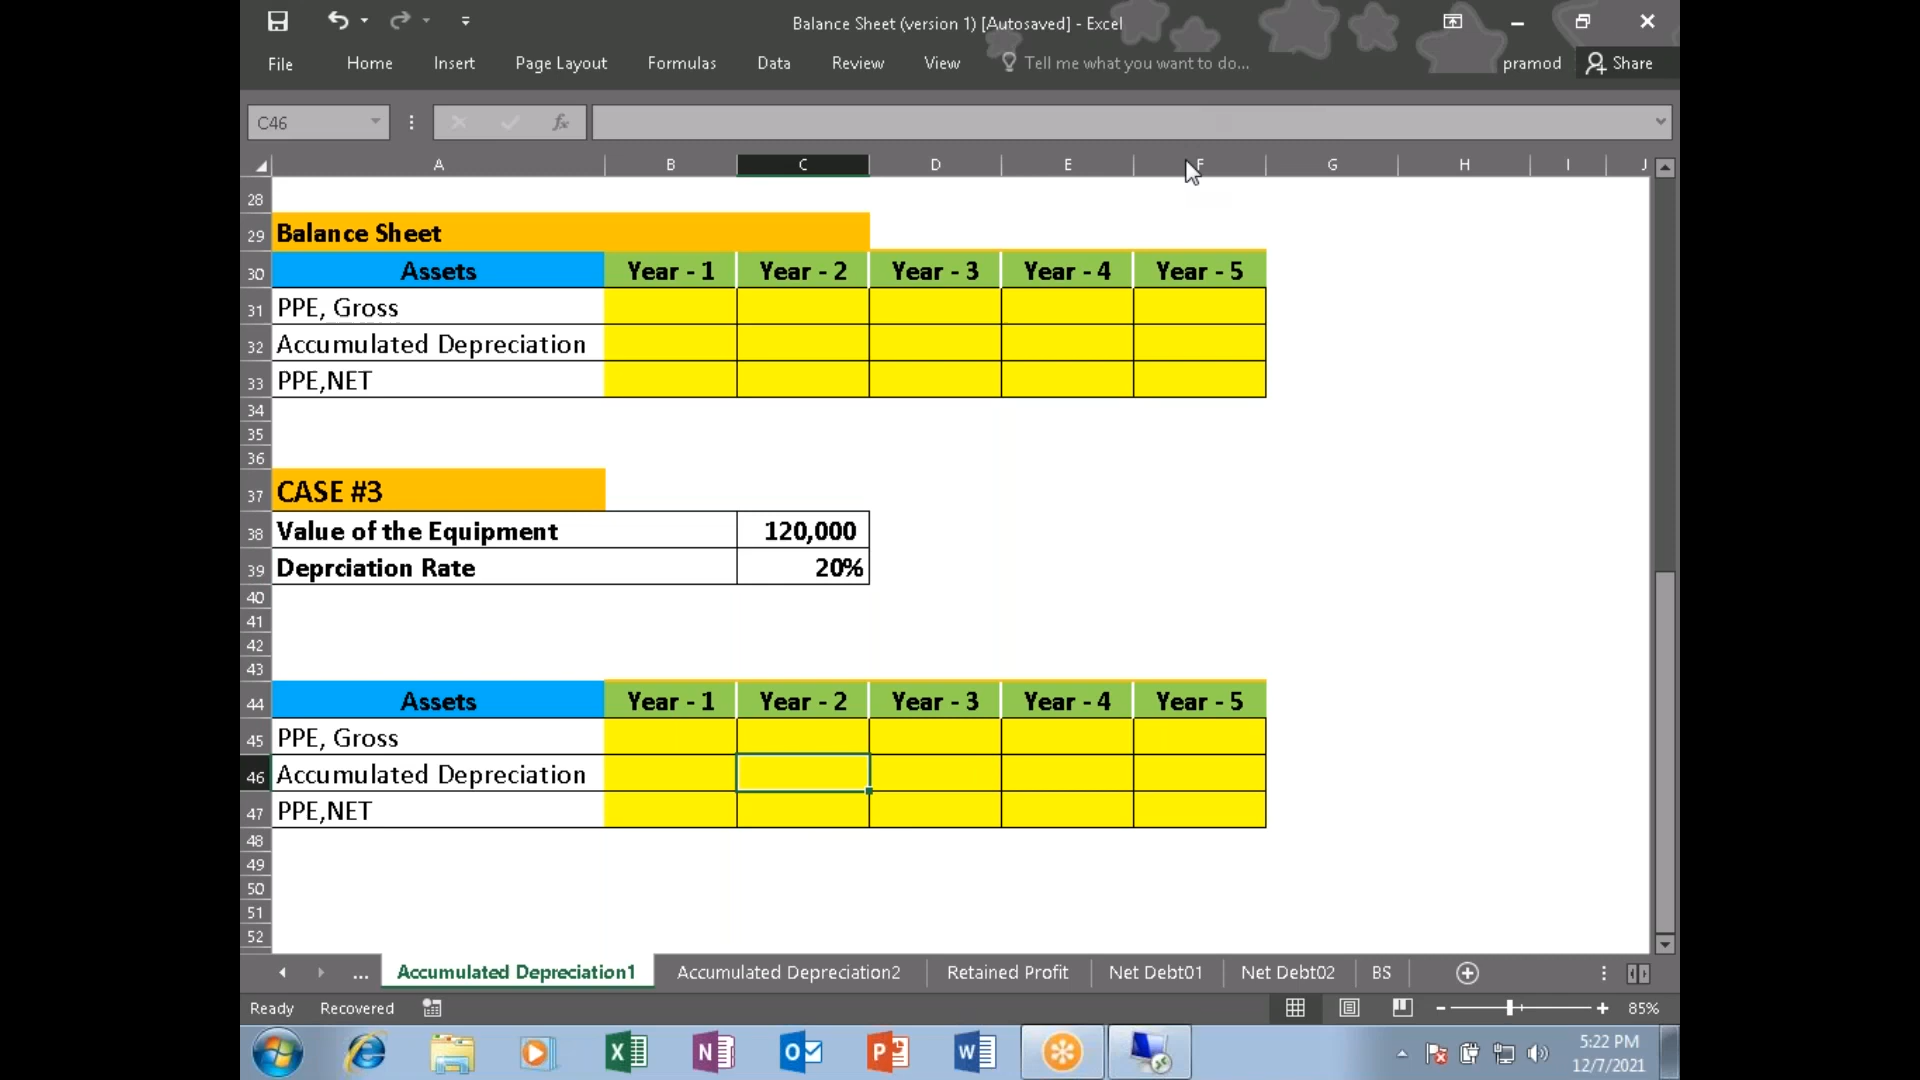 Balance Sheet (version 1) [Autosaved] - Excel
File Home Insert Page Layout Formulas Data Review View Tell me what you want to do... pramod Share
C46 fx
A B C D E F G H I J
28
29 Balance Sheet
30 Assets Year - 1 Year - 2 Year - 3 Year - 4 Year - 5
31 PPE, Gross
32 Accumulated Depreciation
33 PPE,NET
34
35
36
37 CASE #3
38 Value of the Equipment 120,000
39 Deprciation Rate 20%
40
41
42
43
44 Assets Year - 1 Year - 2 Year - 3 Year - 4 Year - 5
45 PPE, Gross
46 Accumulated Depreciation
47 PPE,NET
48
49
50
51
52
... Accumulated Depreciation1 Accumulated Depreciation2 Retained Profit Net Debt01 Net Debt02 BS
Ready Recovered 85%
5:22 PM
12/7/2021